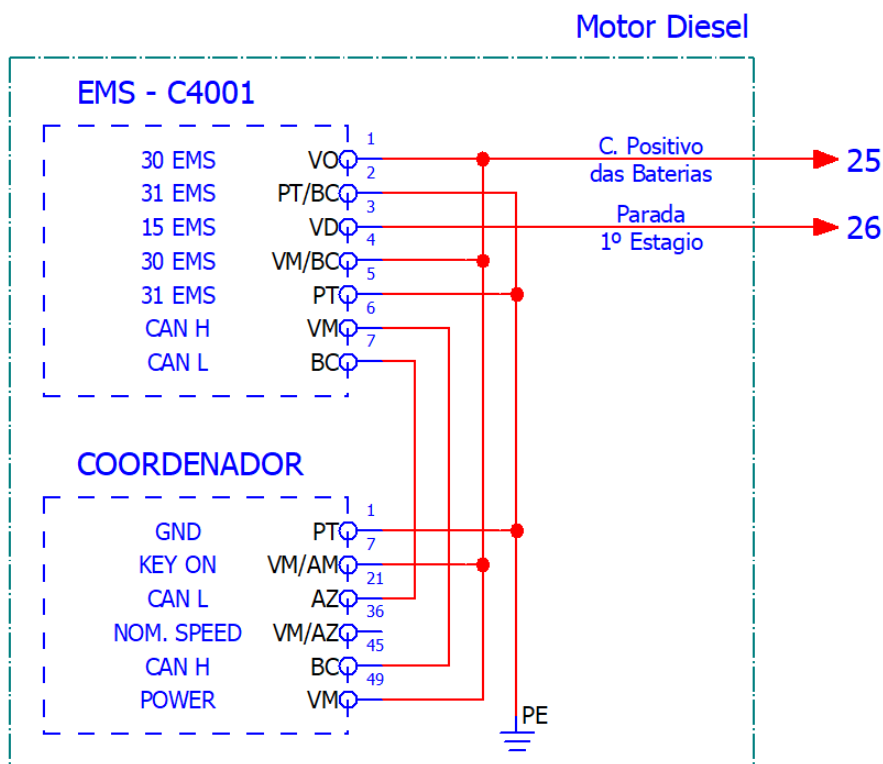 Motor Diesel
EMS - C4001
1
30 EMS VO
C. Positivo
das Baterias
25
2
31 EMS PT/BC
3
15 EMS VD
Parada
1º Estagio
26
4
30 EMS VM/BC
5
31 EMS PT
6
CAN H VM
7
CAN L BC
COORDENADOR
1
GND PT
7
KEY ON VM/AM
21
CAN L AZ
36
NOM. SPEED VM/AZ
45
CAN H BC
49
POWER VM
PE